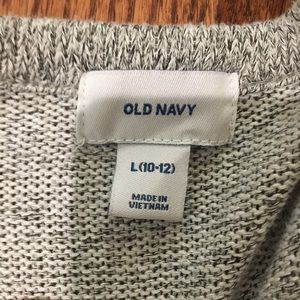 OLD NAVY
L(10-12)
MADE IN
VIETNAM